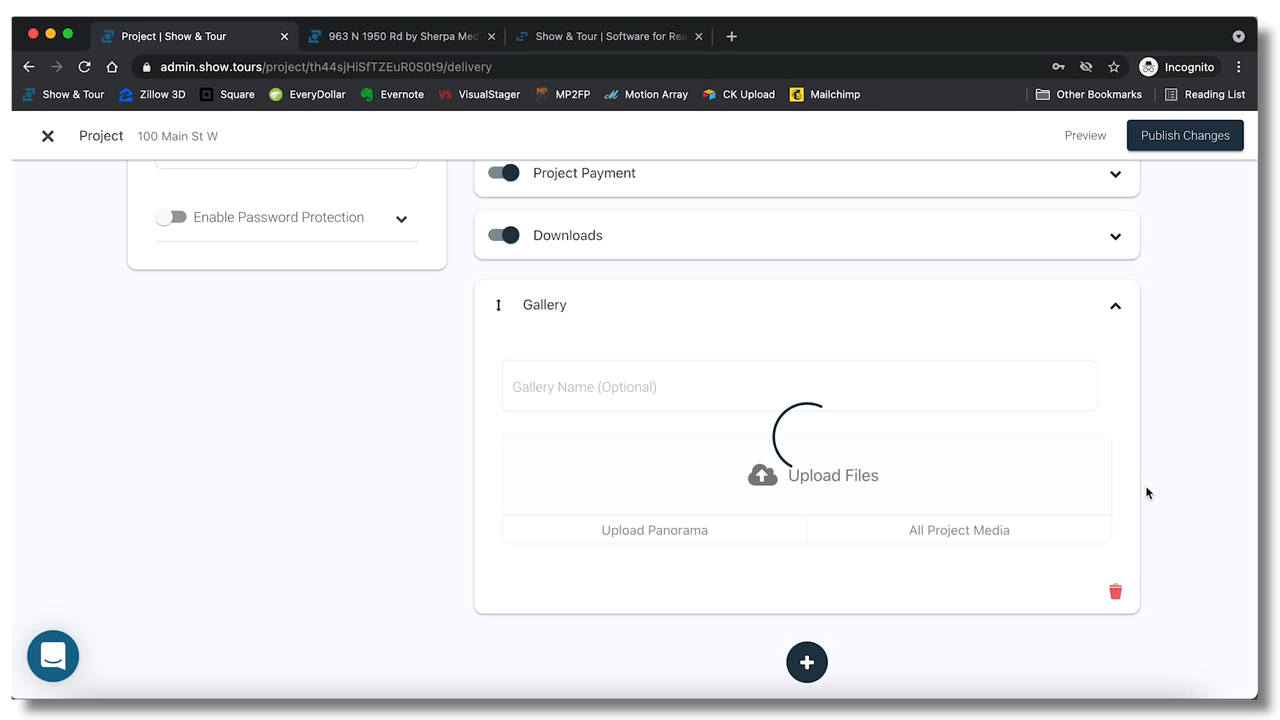 Project | Show & Tour
963 N 1950 Rd by Sherpa Med
Show & Tour | Software for Rea
admin.show.tours/project/th44sjHiSfTZEuR0S0t9/delivery
Incognito
Show & Tour
Zillow 3D
Square
EveryDollar
Evernote
VS VisualStager
MP MP2FP
Motion Array
CK Upload
Mailchimp
Other Bookmarks
Reading List
Project 100 Main St W
Preview
Publish Changes
Project Payment
Enable Password Protection
Downloads
Gallery
Gallery Name (Optional)
Upload Files
Upload Panorama
All Project Media